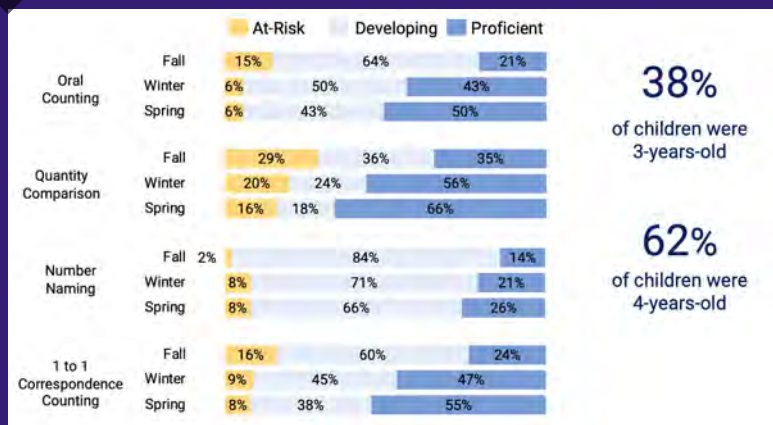 At-Risk Developing Proficient
Oral
Counting
Fall 15% 64% 21%
Winter 6% 50% 43%
Spring 6% 43% 50%
Quantity
Comparison
Fall 29% 36% 35%
Winter 20% 24% 56%
Spring 16% 18% 66%
Number
Naming
Fall 2% 84% 14%
Winter 8% 71% 21%
Spring 8% 66% 26%
1 to 1
Correspondence
Counting
Fall 16% 60% 24%
Winter 9% 45% 47%
Spring 8% 38% 55%
38%
of children were
3-years-old
62%
of children were
4-years-old